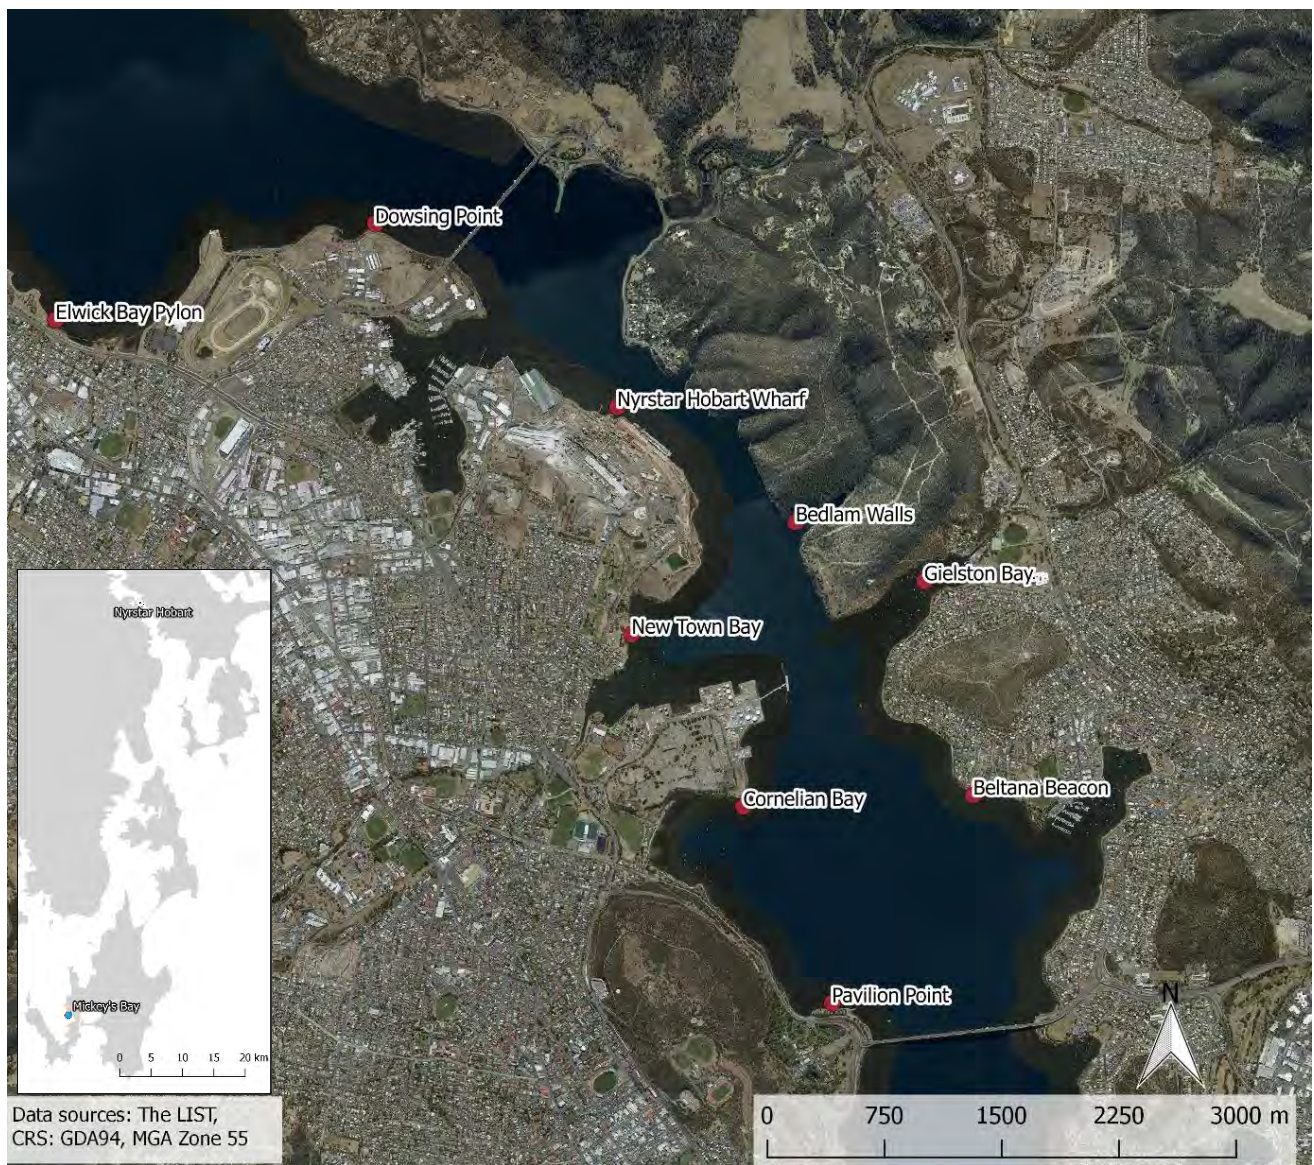 Dowsing Point
Elwick Bay Pylon
Nyrstar Hobart Wharf
Bedlam Walls
Gielston Bay
New Town Bay
Beltana Beacon
Cornelian Bay
Pavilion Point
Nyrstar Hobart
Mickey's Bay
0 5 10 15 20 km
N
Data sources: The LIST,
CRS: GDA94, MGA Zone 55
0 750 1500 2250 3000 m